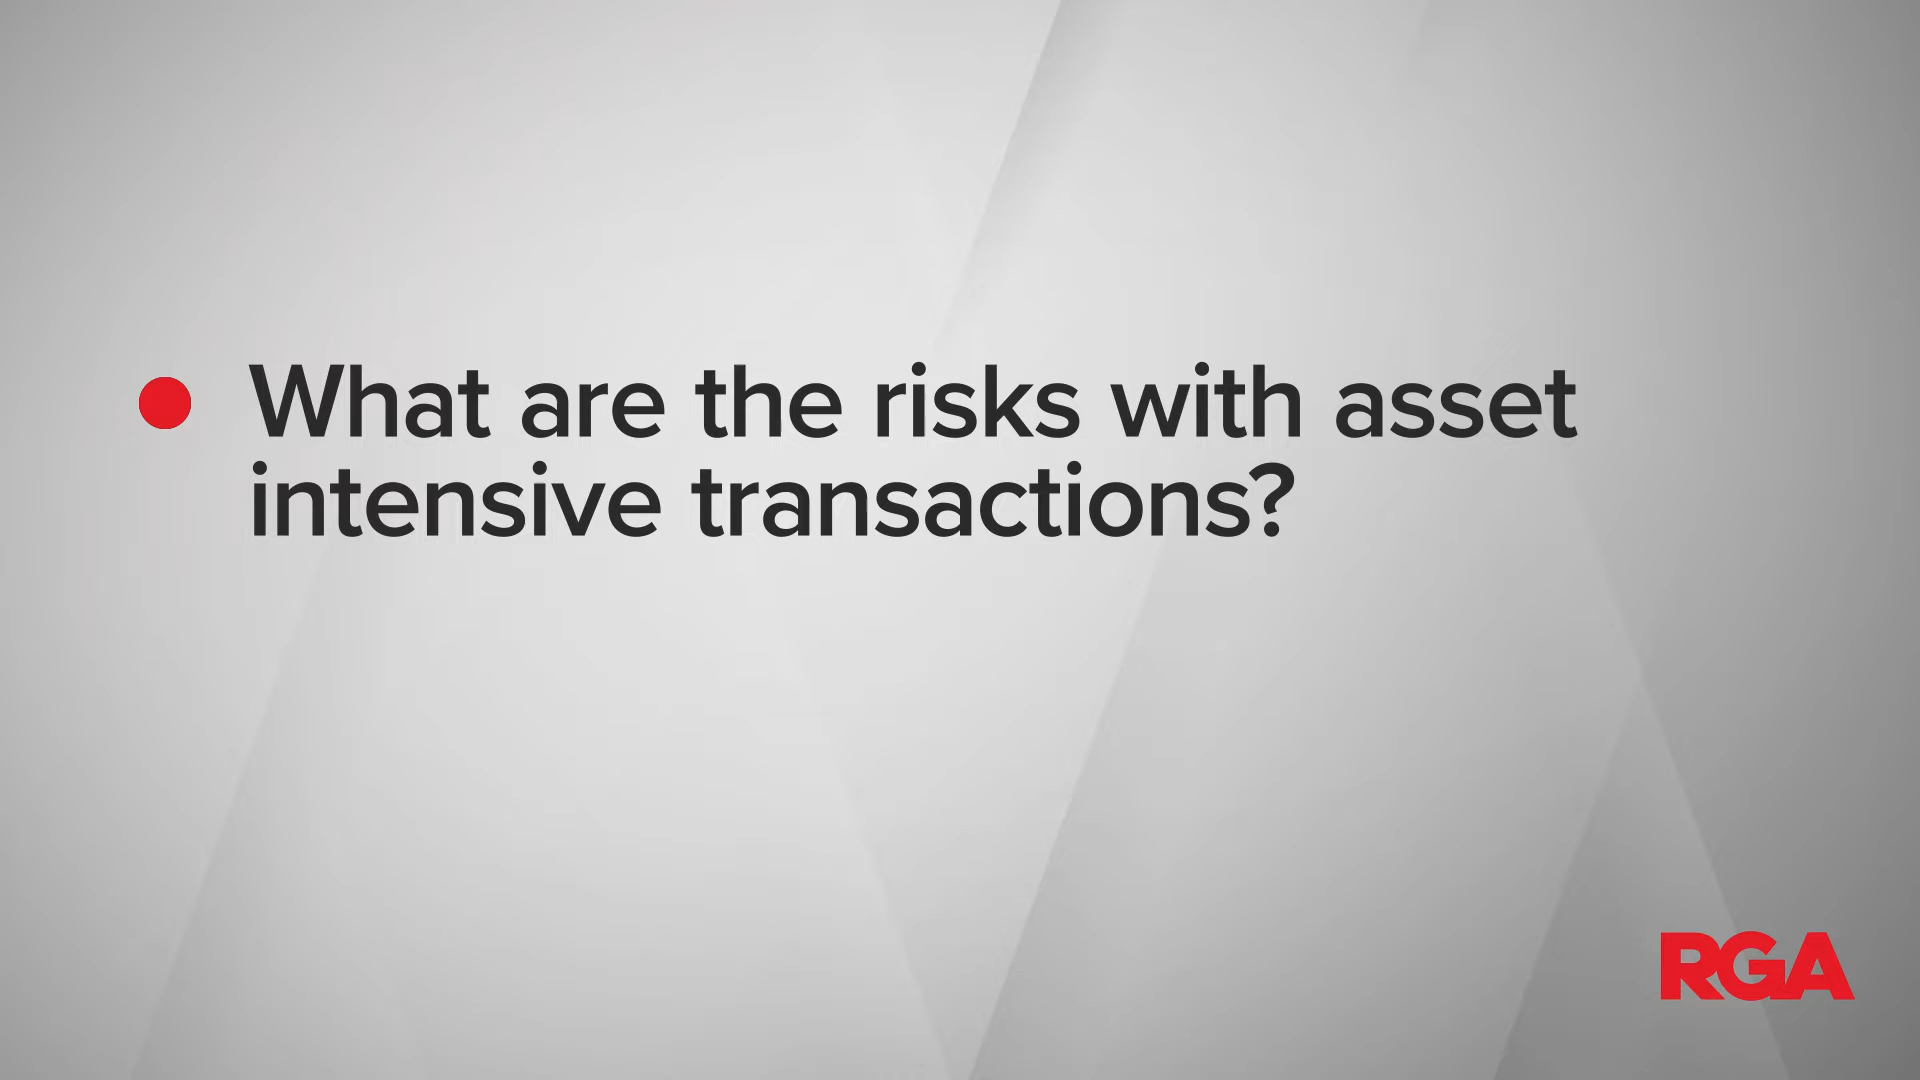 What are the risks with asset
intensive transactions?
RGA